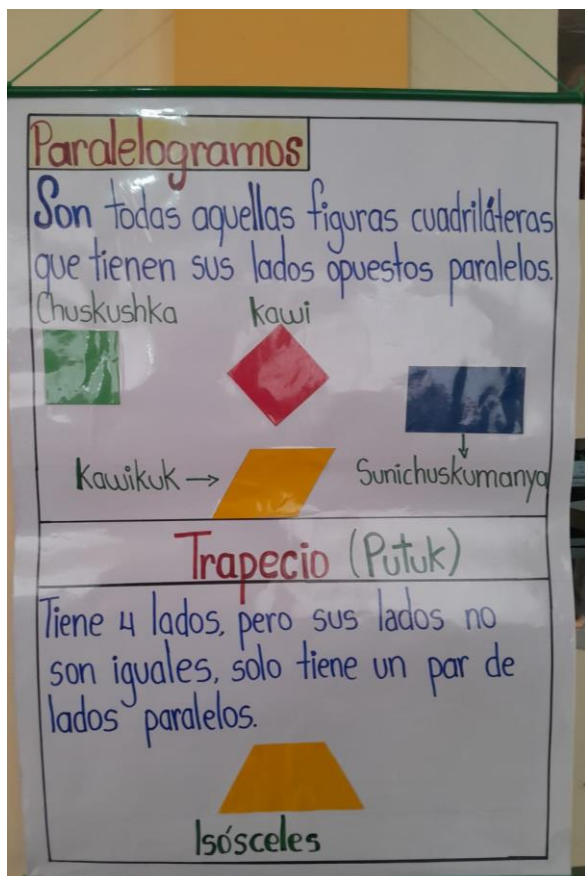 Paralelogramos
Son todas aquellas figuras cuadriláteras
que tienen sus lados opuestos paralelos.
Chuskushka kawi
kawikuk → Sunichuskumanya
Trapecio (Putuk)
Tiene 4 lados, pero sus lados no
son iguales, solo tiene un par de
lados paralelos.
Isósceles